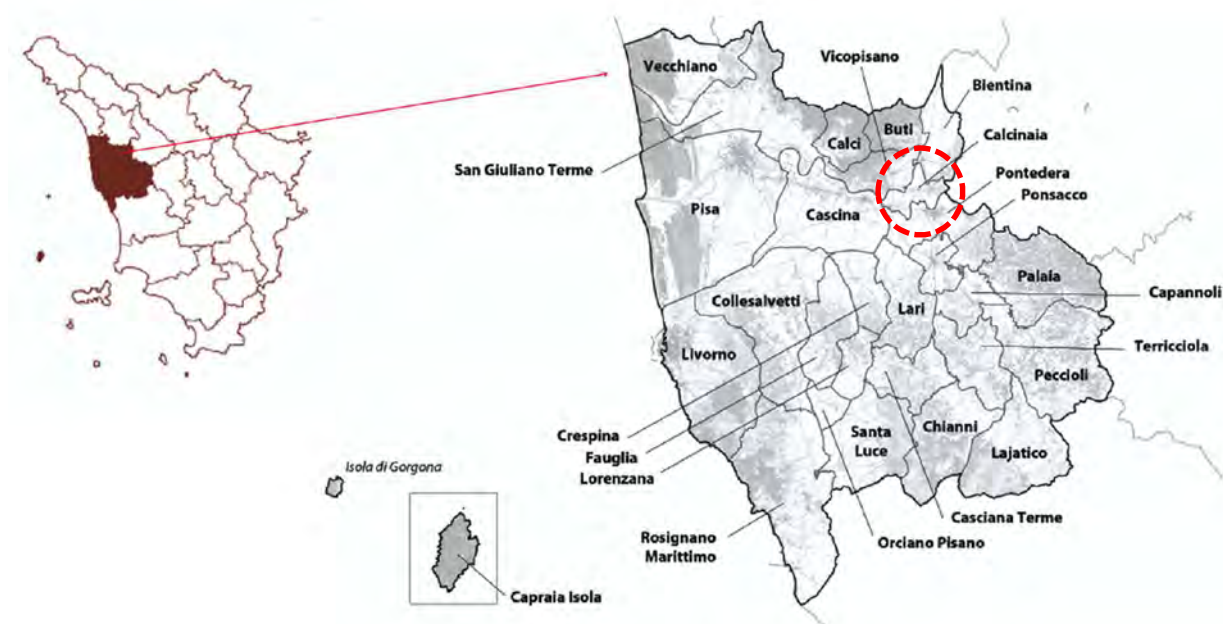 Vecchiano
Vicopisano
Bientina
Calci
Buti
Calcinaia
San Giuliano Terme
Pontedera
Ponsacco
Pisa
Cascina
Palaia
Capannoli
Collesalvetti
Lari
Livorno
Terricciola
Peccioli
Crespina
Fauglia
Lorenzana
Santa
Luce
Chianni
Lajatico
Isola di Gorgona
Casciana Terme
Rosignano
Marittimo
Orciano Pisano
Capraia Isola